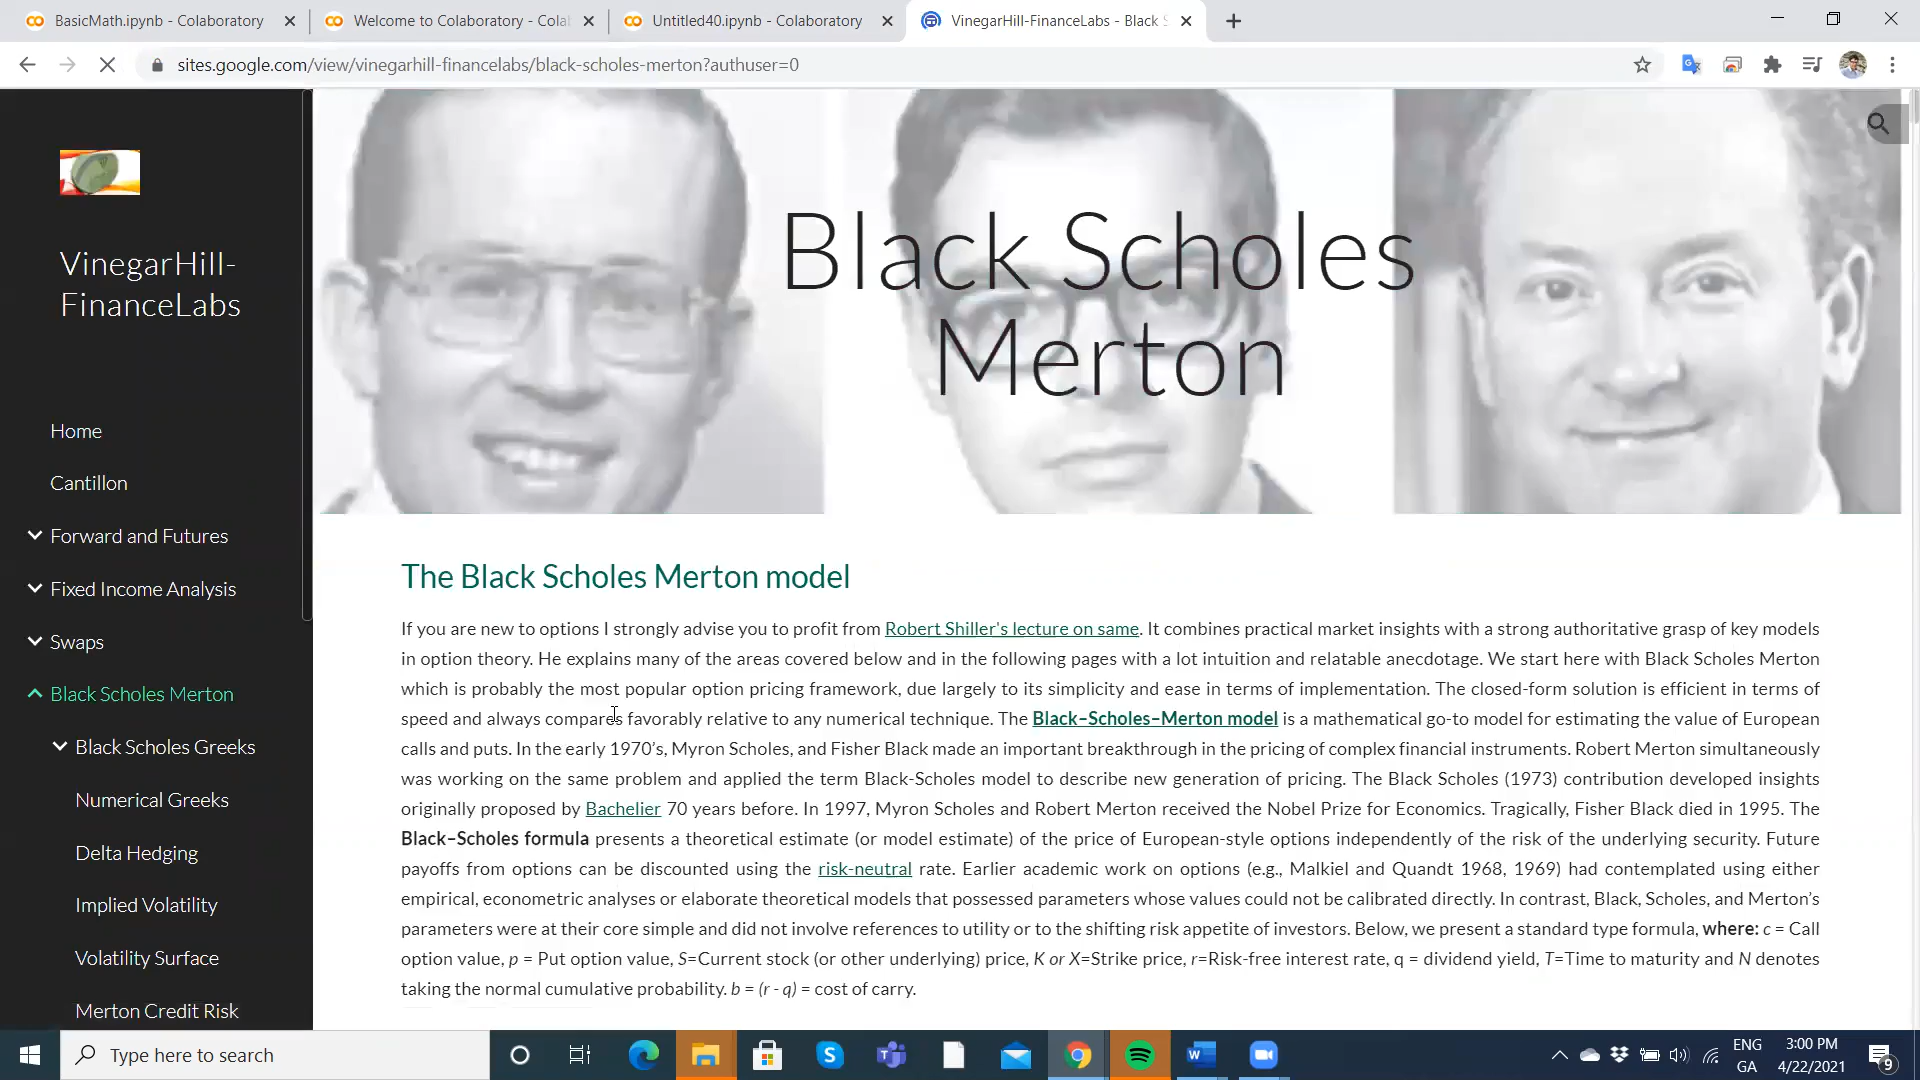 BasicMath.ipynb - Colaboratory
Welcome to Colaboratory - Cola
Untitled40.ipynb - Colaboratory
VinegarHill-FinanceLabs - Black S
sites.google.com/view/vinegarhill-financelabs/black-scholes-merton?authuser=0
VinegarHill-
FinanceLabs
Home
Cantillon
Forward and Futures
Fixed Income Analysis
Swaps
Black Scholes Merton
Black Scholes Greeks
Numerical Greeks
Delta Hedging
Implied Volatility
Volatility Surface
Merton Credit Risk
Black Scholes
Merton
The Black Scholes Merton model
If you are new to options I strongly advise you to profit from Robert Shiller's lecture on same. It combines practical market insights with a strong authoritative grasp of key models
in option theory. He explains many of the areas covered below and in the following pages with a lot intuition and relatable anecdotage. We start here with Black Scholes Merton
which is probably the most popular option pricing framework, due largely to its simplicity and ease in terms of implementation. The closed-form solution is efficient in terms of
speed and always compares favorably relative to any numerical technique. The Black–Scholes–Merton model is a mathematical go-to model for estimating the value of European
calls and puts. In the early 1970’s, Myron Scholes, and Fisher Black made an important breakthrough in the pricing of complex financial instruments. Robert Merton simultaneously
was working on the same problem and applied the term Black-Scholes model to describe new generation of pricing. The Black Scholes (1973) contribution developed insights
originally proposed by Bachelier 70 years before. In 1997, Myron Scholes and Robert Merton received the Nobel Prize for Economics. Tragically, Fisher Black died in 1995. The
Black–Scholes formula presents a theoretical estimate (or model estimate) of the price of European-style options independently of the risk of the underlying security. Future
payoffs from options can be discounted using the risk-neutral rate. Earlier academic work on options (e.g., Malkiel and Quandt 1968, 1969) had contemplated using either
empirical, econometric analyses or elaborate theoretical models that possessed parameters whose values could not be calibrated directly. In contrast, Black, Scholes, and Merton’s
parameters were at their core simple and did not involve references to utility or to the shifting risk appetite of investors. Below, we present a standard type formula, where: c = Call
option value, p = Put option value, S=Current stock (or other underlying) price, K or X=Strike price, r=Risk-free interest rate, q = dividend yield, T=Time to maturity and N denotes
taking the normal cumulative probability. b = (r - q) = cost of carry.
Type here to search
ENG
GA
3:00 PM
4/22/2021
9